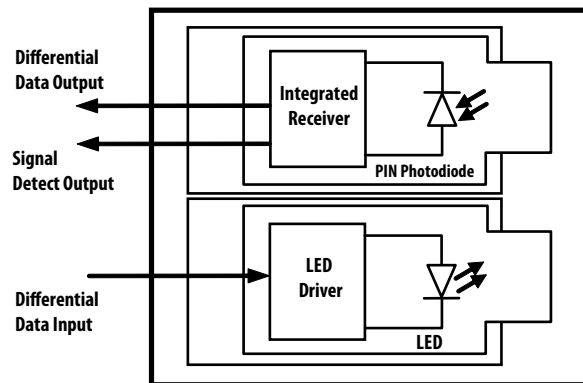 Differential
Data Output
Integrated
Receiver
Signal
Detect Output
PIN Photodiode
LED
Driver
Differential
Data Input
LED